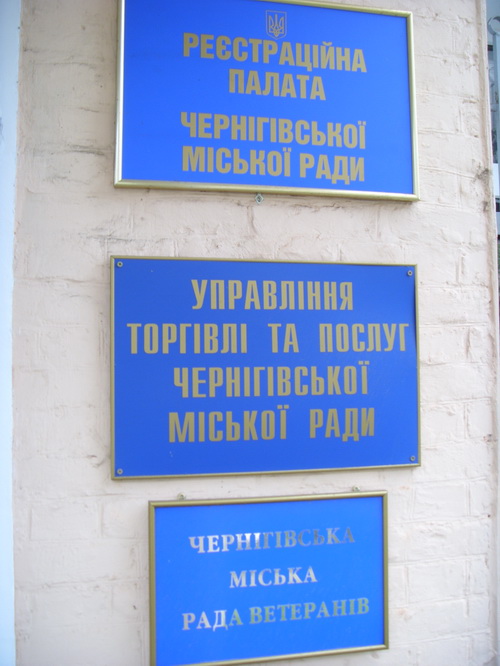 РЕЄСТРАЦІЙНА
ПАЛАТА
ЧЕРНІГІВСЬКОЇ
МІСЬКОЇ РАДИ
УПРАВЛІННЯ
ТОРГІВЛІ ТА ПОСЛУГ
ЧЕРНІГІВСЬКОЇ
МІСЬКОЇ РАДИ
ЧЕРНІГІВСЬКА
МІСЬКА
РАДА ВЕТЕРАНІВ